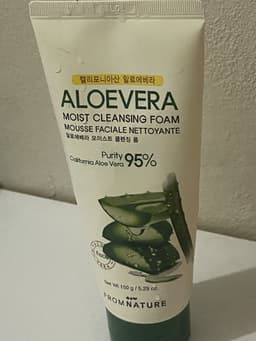 캘리포니아산 알로에베라
ALOEVERA
MOIST CLEANSING FOAM
MOUSSE FACIALE NETTOYANTE
알로에베라 모이스트 클렌징 폼
Purity
California Aloe Vera 95%
Net Wt 150 g / 5.29 oz.
FROMNATURE